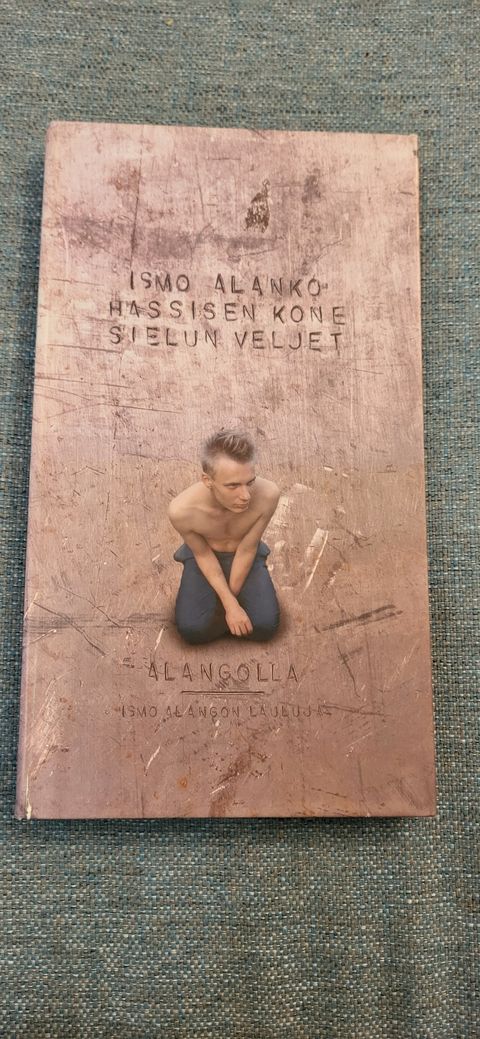 ISMO ALANKO
HASSISEN KONE
SIELUN VELJET
ALANGOLLA
ISMO ALANGON LAULUJA